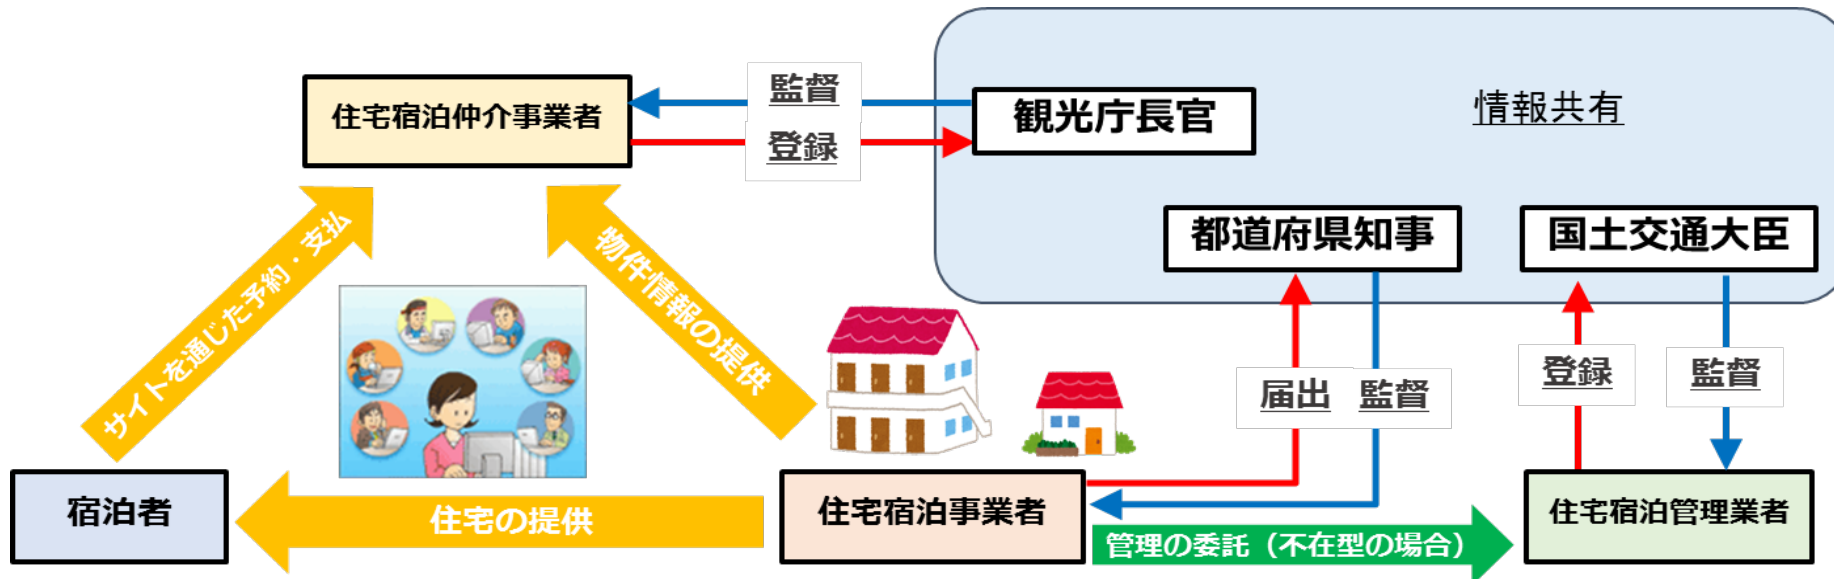 監督
住宅宿泊仲介事業者
観光庁長官
情報共有
登録
サイトを通じた予約・支払
物件情報の提供
都道府県知事
国土交通大臣
届出
監督
登録
監督
宿泊者
住宅の提供
住宅宿泊事業者
管理の委託（不在型の場合）
住宅宿泊管理業者